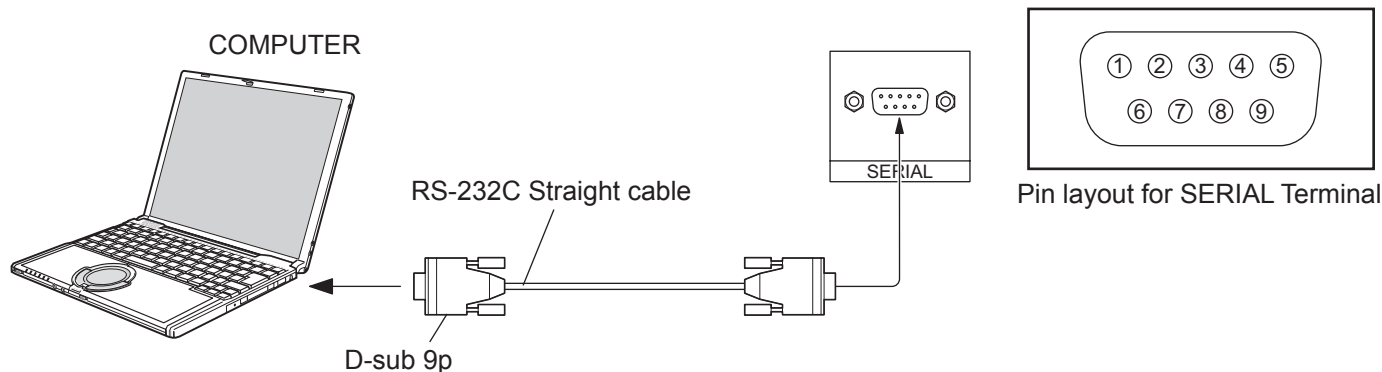 COMPUTER
RS-232C Straight cable
D-sub 9p
SERIAL
① ② ③ ④ ⑤
⑥ ⑦ ⑧ ⑨
Pin layout for SERIAL Terminal